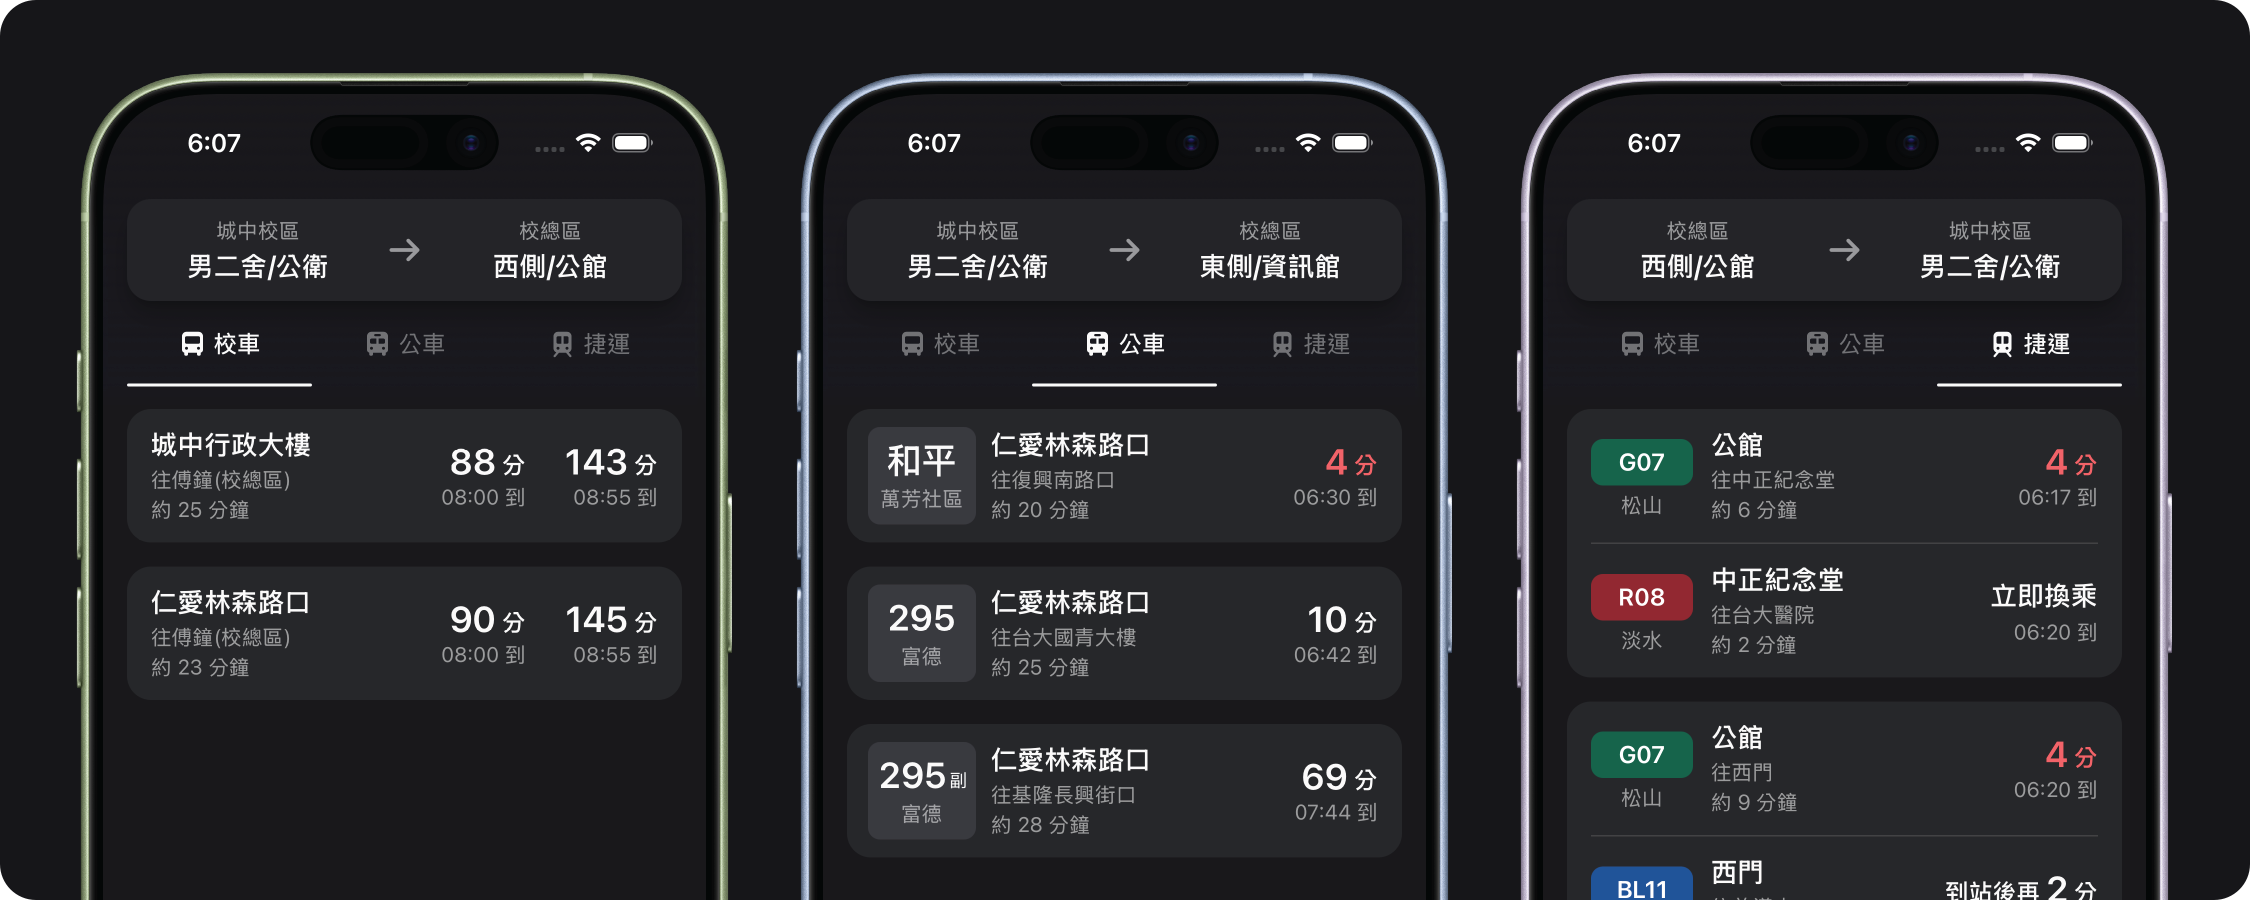 6:07
城中校區
男二舍/公衛
校總區
西側/公館
校車
公車
捷運
城中行政大樓
往傅鐘(校總區)
約 25 分鐘
88 分
08:00 到
143 分
08:55 到
仁愛林森路口
往傅鐘(校總區)
約 23 分鐘
90 分
08:00 到
145 分
08:55 到
6:07
城中校區
男二舍/公衛
校總區
東側/資訊館
校車
公車
捷運
和平
萬芳社區
仁愛林森路口
往復興南路口
約 20 分鐘
4 分
06:30 到
295
富德
仁愛林森路口
往台大國青大樓
約 25 分鐘
10 分
06:42 到
295副
富德
仁愛林森路口
往基隆長興街口
約 28 分鐘
69 分
07:44 到
6:07
校總區
西側/公館
城中校區
男二舍/公衛
校車
公車
捷運
G07
松山
公館
往中正紀念堂
約 6 分鐘
4 分
06:17 到
R08
淡水
中正紀念堂
往台大醫院
約 2 分鐘
立即換乘
06:20 到
G07
松山
公館
往西門
約 9 分鐘
4 分
06:20 到
BL11
西門
到站後再 2 分